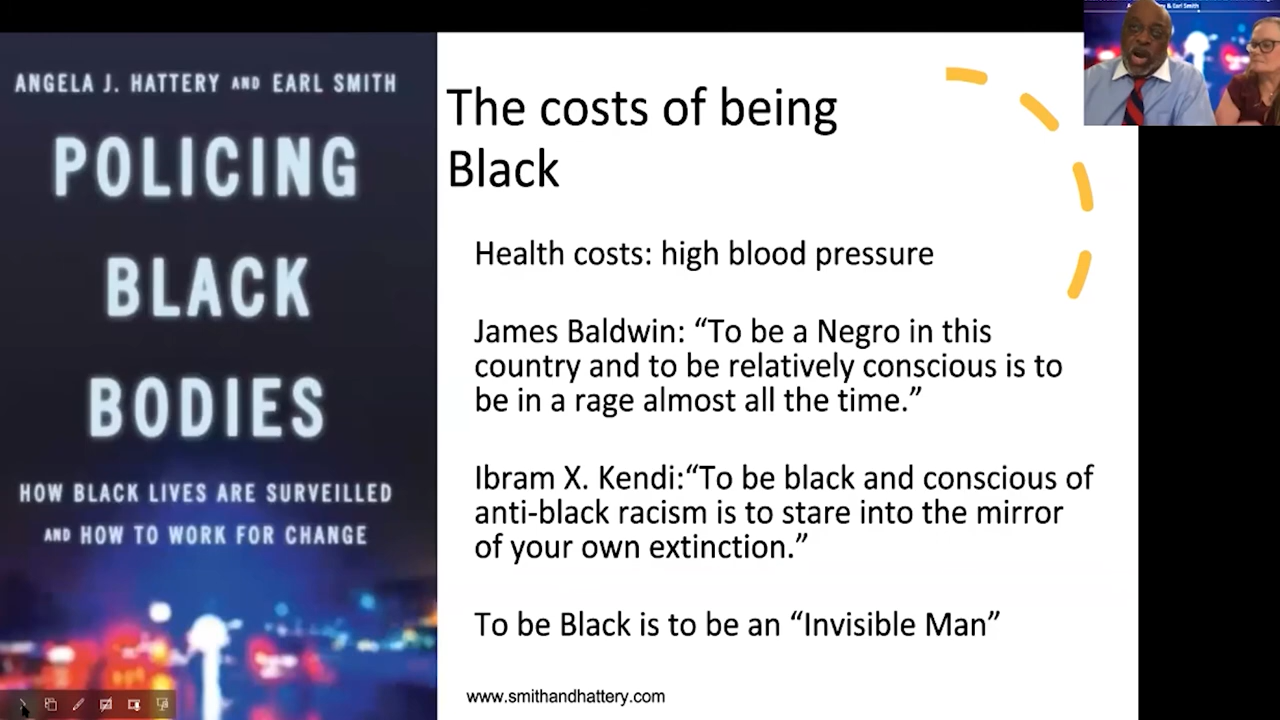 ANGELA J. HATTERY AND EARL SMITH
POLICING
BLACK
BODIES
HOW BLACK LIVES ARE SURVEILLED
AND HOW TO WORK FOR CHANGE
The costs of being
Black
Health costs: high blood pressure
James Baldwin: “To be a Negro in this
country and to be relatively conscious is to
be in a rage almost all the time.”
Ibram X. Kendi:“To be black and conscious of
anti-black racism is to stare into the mirror
of your own extinction.”
To be Black is to be an “Invisible Man”
www.smithandhattery.com
& Earl Smith